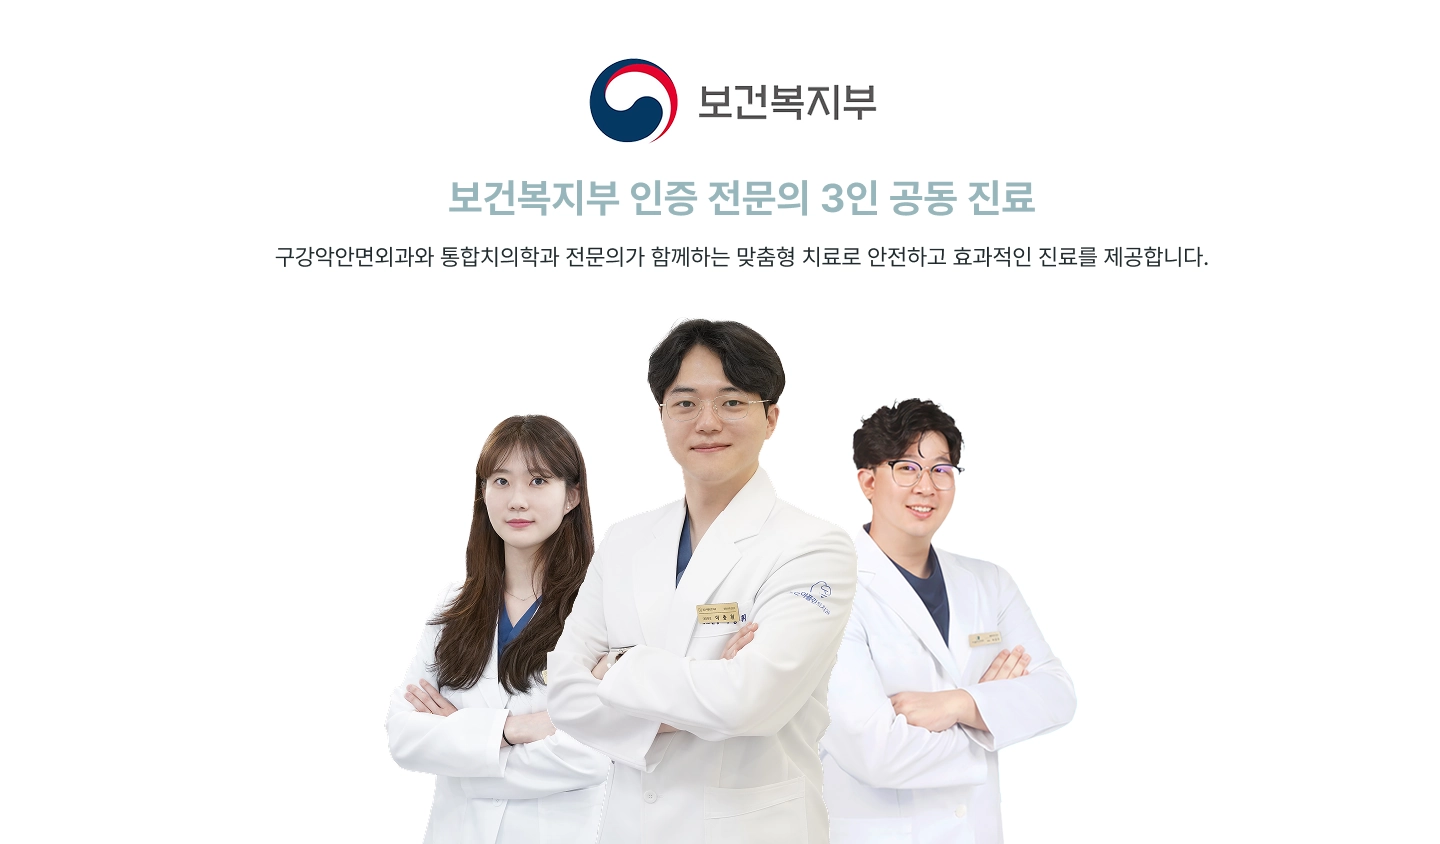 보건복지부
보건복지부 인증 전문의 3인 공동 진료
구강악안면외과와 통합치의학과 전문의가 함께하는 맞춤형 치료로 안전하고 효과적인 진료를 제공합니다.